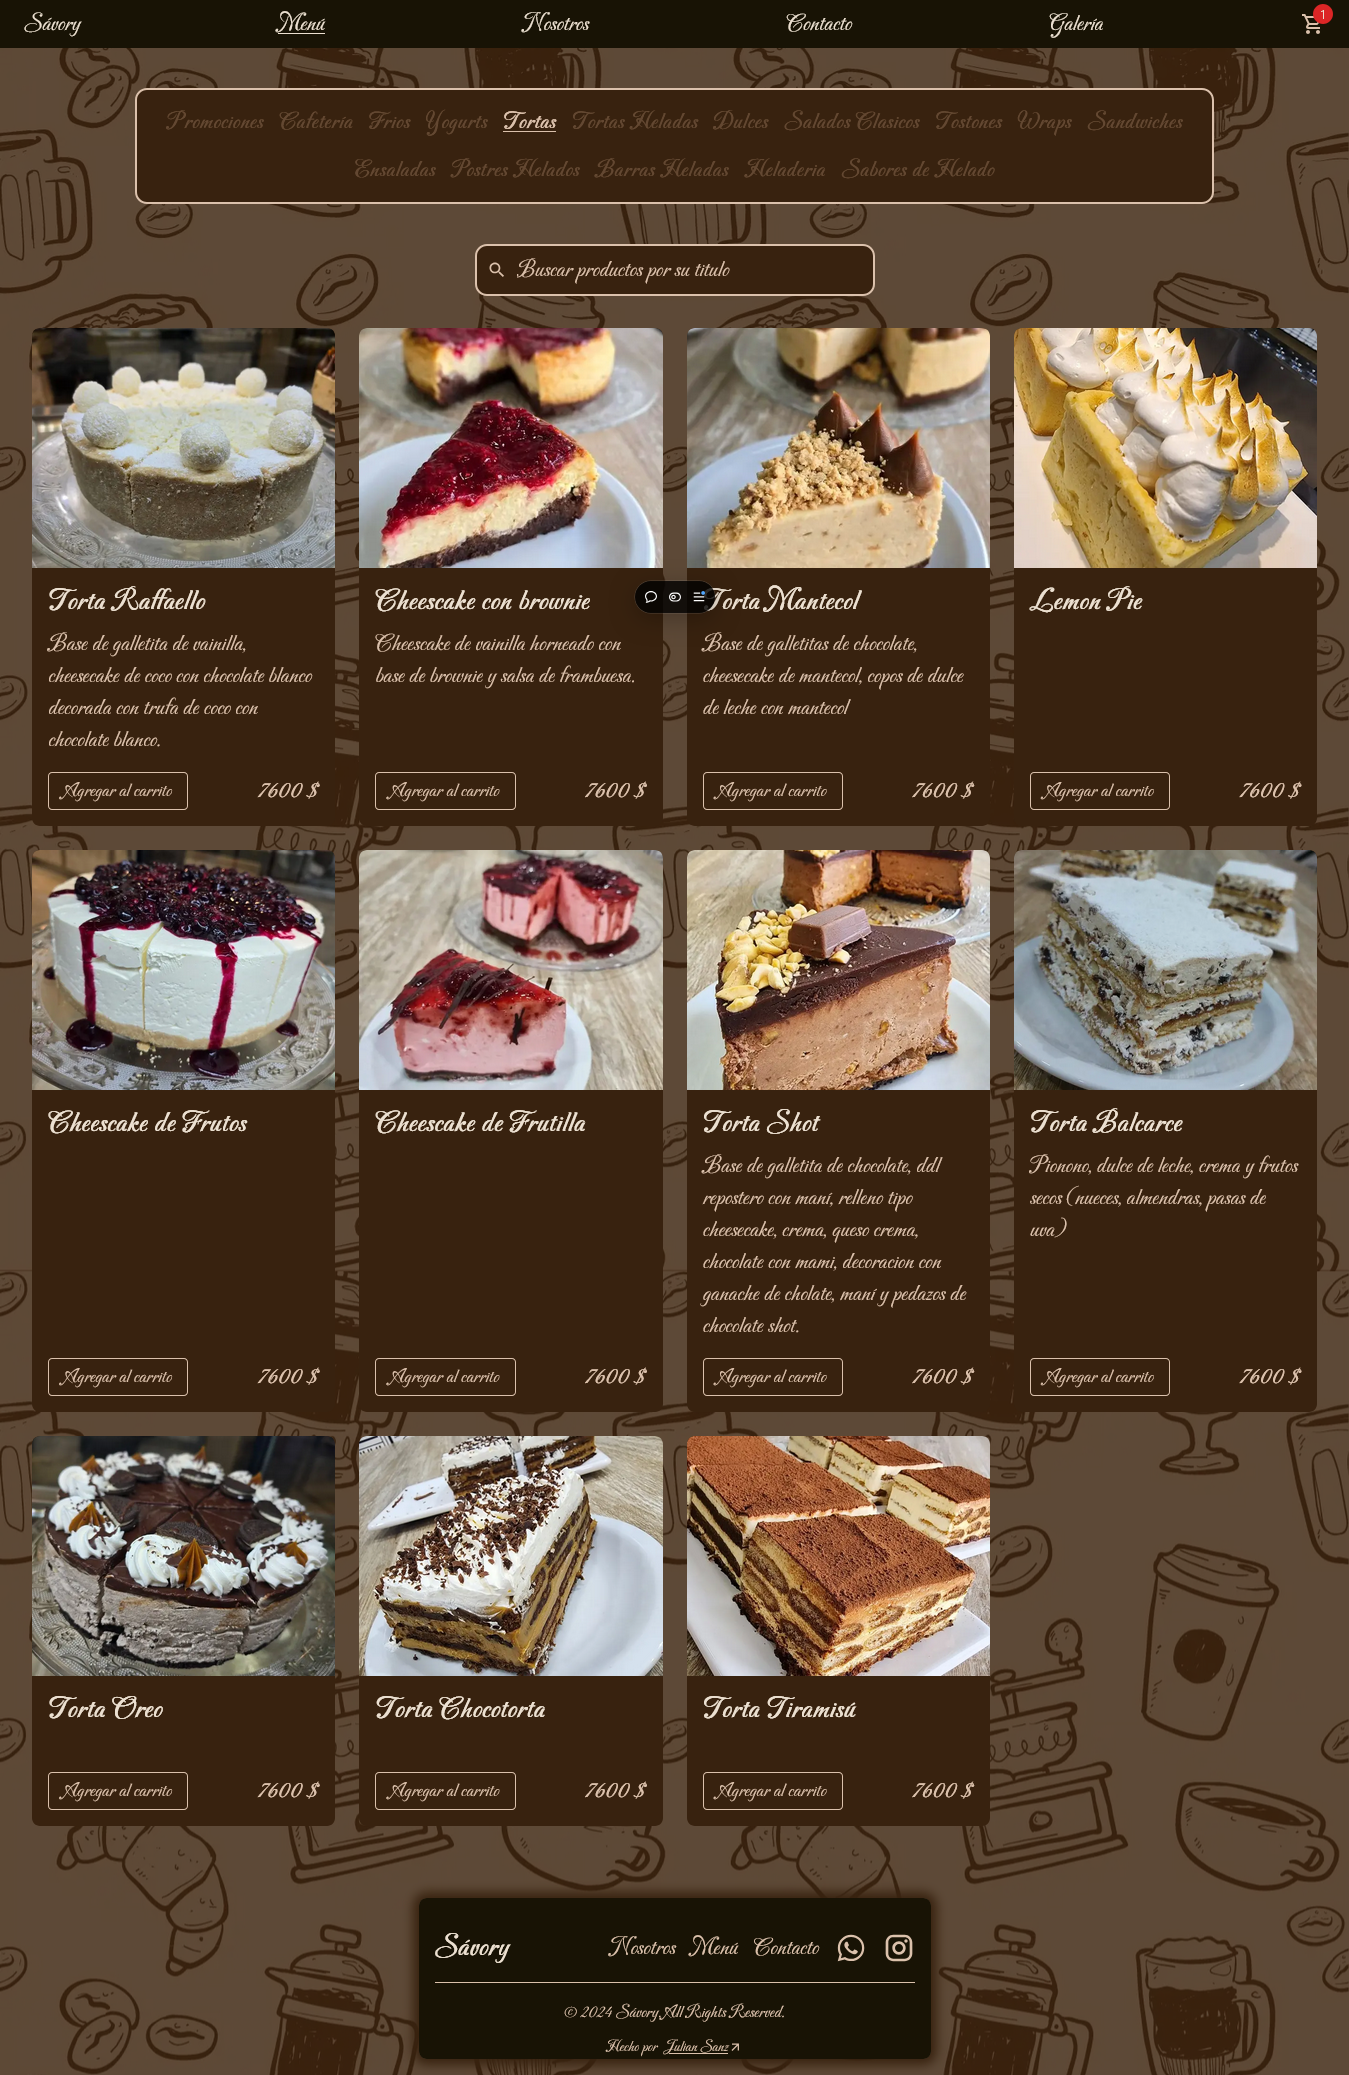 Sávory Menú Nosotros Contacto Galería 1
Promociones Cafetería Frios Yogurts Tortas Tortas Heladas Dulces Salados Clasicos Tostones Wraps Sandwiches
Ensaladas Postres Helados Barras Heladas Heladeria Sabores de Helado
Buscar productos por su titulo
Torta Raffaello
Base de galletita de vainilla,
cheesecake de coco con chocolate blanco
decorada con trufa de coco con
chocolate blanco.
Agregar al carrito 7600 $
Cheescake con brownie
Cheescake de vainilla horneado con
base de brownie y salsa de frambuesa.
Agregar al carrito 7600 $
Torta Mantecol
Base de galletitas de chocolate,
cheesecake de mantecol, copos de dulce
de leche con mantecol
Agregar al carrito 7600 $
Lemon Pie
Agregar al carrito 7600 $
Cheescake de Frutos
Agregar al carrito 7600 $
Cheescake de Frutilla
Agregar al carrito 7600 $
Torta Shot
Base de galletita de chocolate, ddl
repostero con maní, relleno tipo
cheesecake, crema, queso crema,
chocolate con mami, decoracion con
ganache de cholate, maní y pedazos de
chocolate shot.
Agregar al carrito 7600 $
Torta Balcarce
Pionono, dulce de leche, crema y frutos
secos (nueces, almendras, pasas de
uva)
Agregar al carrito 7600 $
Torta Oreo
Agregar al carrito 7600 $
Torta Chocotorta
Agregar al carrito 7600 $
Torta Tiramisú
Agregar al carrito 7600 $
Sávory Nosotros Menú Contacto
© 2024 Sávory All Rights Reserved.
Hecho por Julian Sanz